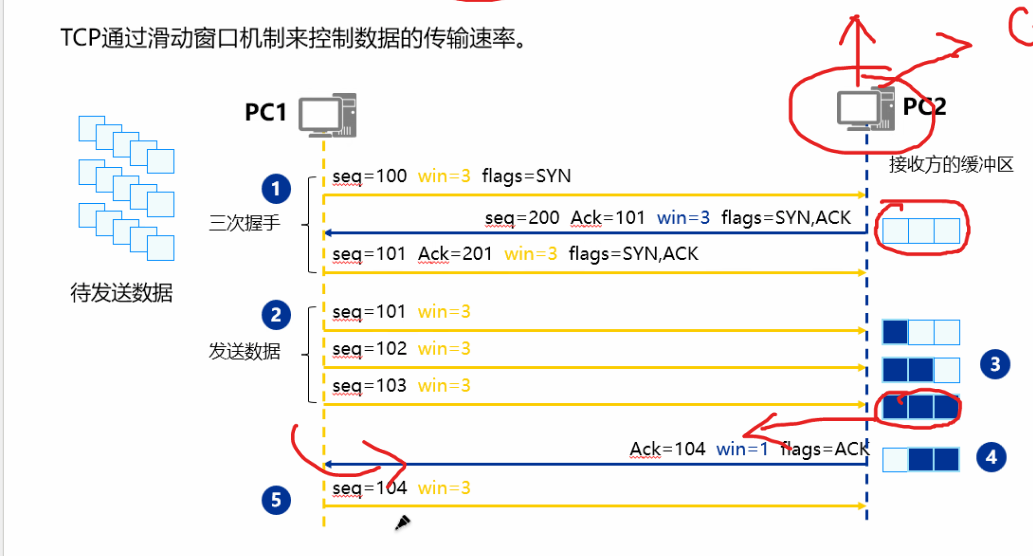 TCP通过滑动窗口机制来控制数据的传输速率。
PC1
PC2
接收方的缓冲区
1
三次握手
seq=100 win=3 flags=SYN
seq=200 Ack=101 win=3 flags=SYN,ACK
seq=101 Ack=201 win=3 flags=SYN,ACK
待发送数据
2
发送数据
seq=101 win=3
seq=102 win=3
seq=103 win=3
3
Ack=104 win=1 flags=ACK
4
5
seq=104 win=3